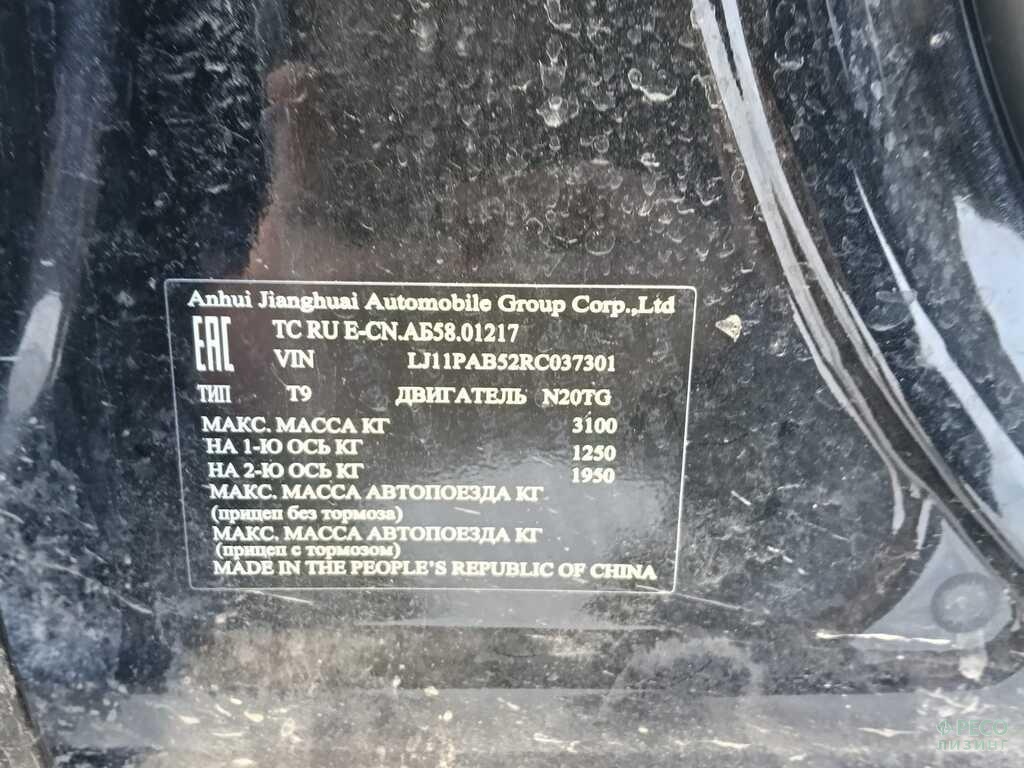 Anhui Jianghuai Automobile Group Corp.,Ltd
EAC TC RU E-CN.АБ58.01217
VIN LJ11PAB52RC037301
ТИП T9 ДВИГАТЕЛЬ N20TG
МАКС. МАССА КГ 3100
НА 1-Ю ОСЬ КГ 1250
НА 2-Ю ОСЬ КГ 1950
МАКС. МАССА АВТОПОЕЗДА КГ
(прицеп без тормоза)
МАКС. МАССА АВТОПОЕЗДА КГ
(прицеп с тормозом)
MADE IN THE PEOPLE'S REPUBLIC OF CHINA
РЕСО
ЛИЗИНГ